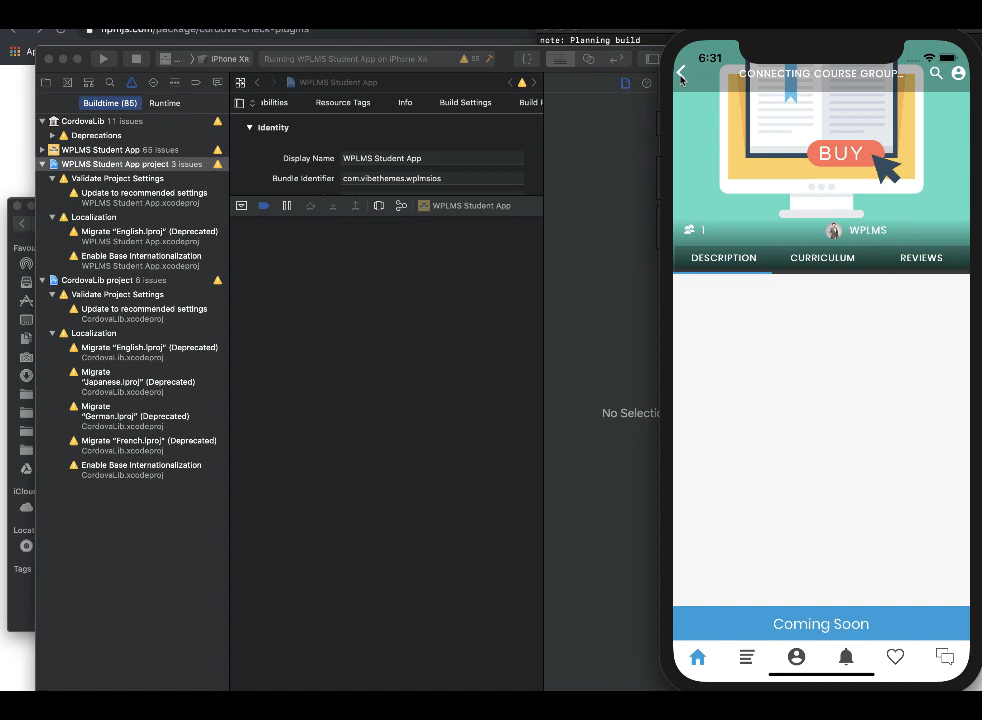 npmjs.com/package/cordova-check-plugins
note: Planning build
iPhone XR
Running WPLMS Student App on iPhone XR
85
WPLMS Student App
Buildtime (85)
Runtime
bilities
Resource Tags
Info
Build Settings
Build
CordovaLib 11 issues
Deprecations
WPLMS Student App 65 issues
WPLMS Student App project 3 issues
Validate Project Settings
Update to recommended settings
WPLMS Student App.xcodeproj
Localization
Migrate “English.lproj” (Deprecated)
WPLMS Student App.xcodeproj
Enable Base Internationalization
WPLMS Student App.xcodeproj
CordovaLib project 6 issues
Validate Project Settings
Update to recommended settings
CordovaLib.xcodeproj
Localization
Migrate “English.lproj” (Deprecated)
CordovaLib.xcodeproj
Migrate
“Japanese.lproj” (Deprecated)
CordovaLib.xcodeproj
Migrate
“German.lproj” (Deprecated)
CordovaLib.xcodeproj
Migrate “French.lproj” (Deprecated)
CordovaLib.xcodeproj
Enable Base Internationalization
CordovaLib.xcodeproj
Identity
Display Name WPLMS Student App
Bundle Identifier com.vibethemes.wplmsios
WPLMS Student App
No Selectio
Favou
iClou
Locat
Tags
6:31
CONNECTING COURSE GROUP...
BUY
1
WPLMS
DESCRIPTION
CURRICULUM
REVIEWS
Coming Soon